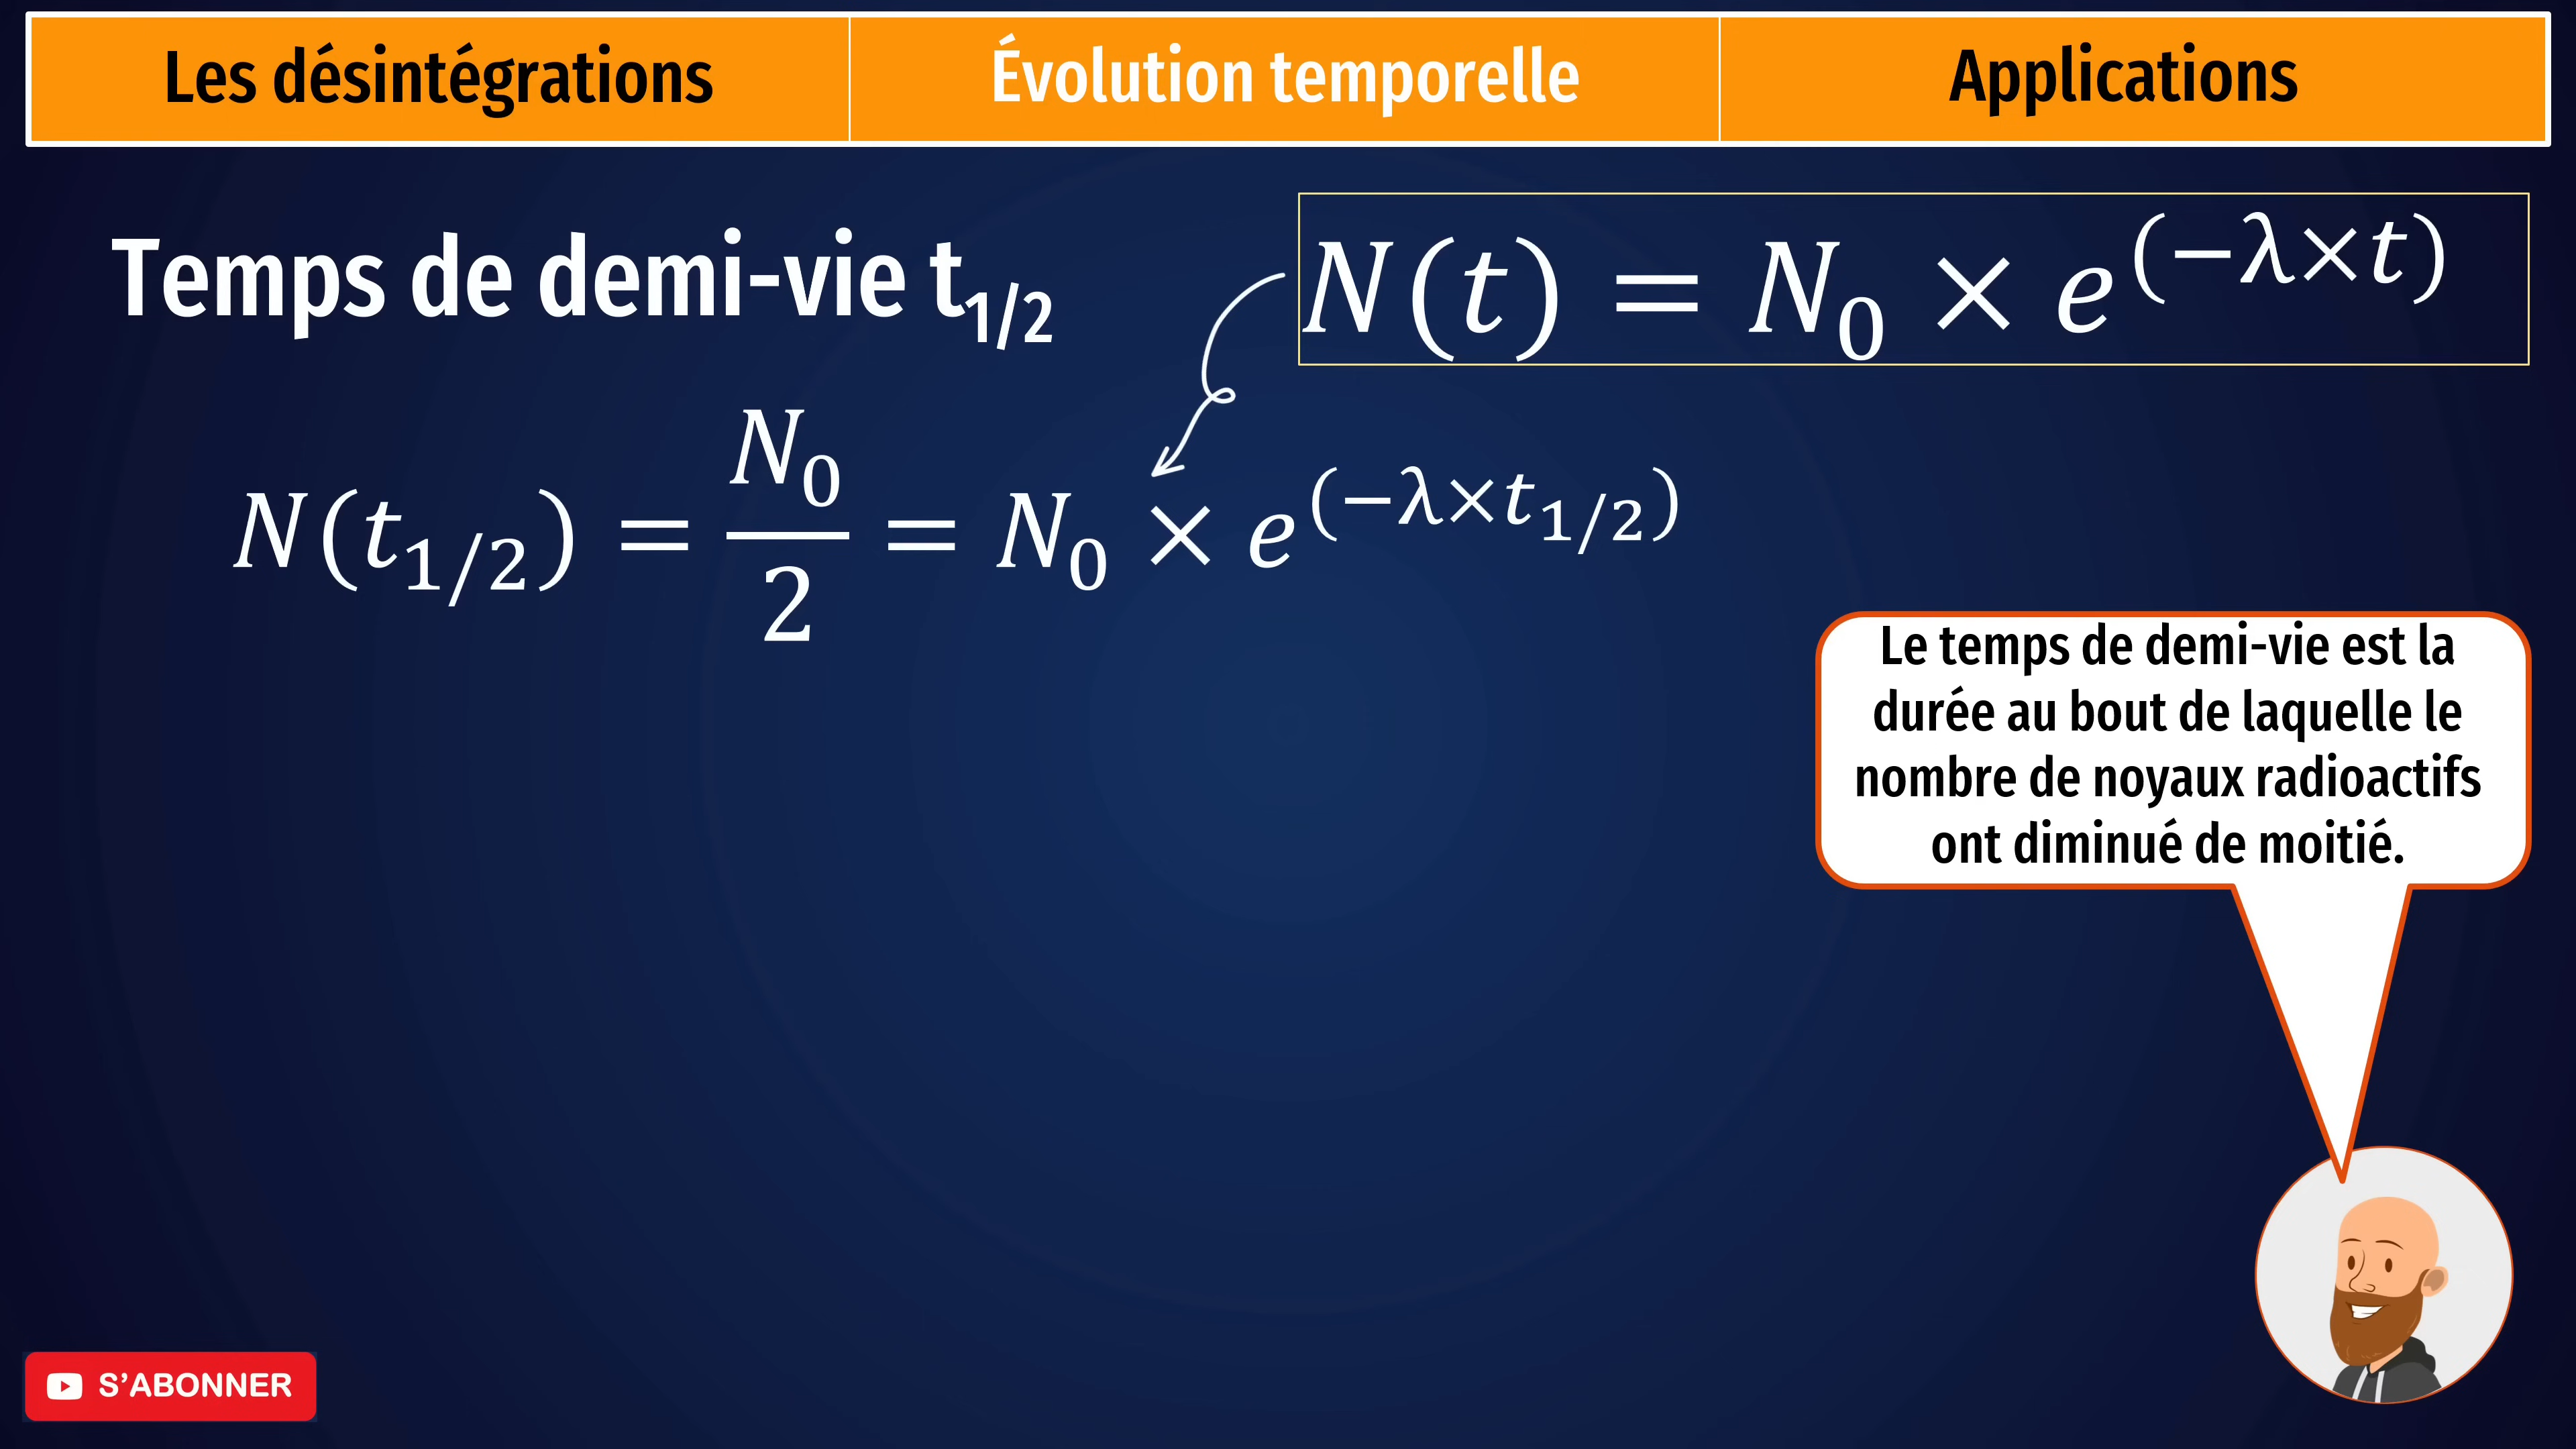 Les désintégrations
Évolution temporelle
Applications
Temps de demi-vie t1/2
N(t) = N0 × e^(−λ×t)
N(t1/2) = N0/2 = N0 × e^(−λ×t1/2)
Le temps de demi-vie est la
durée au bout de laquelle le
nombre de noyaux radioactifs
ont diminué de moitié.
S'ABONNER